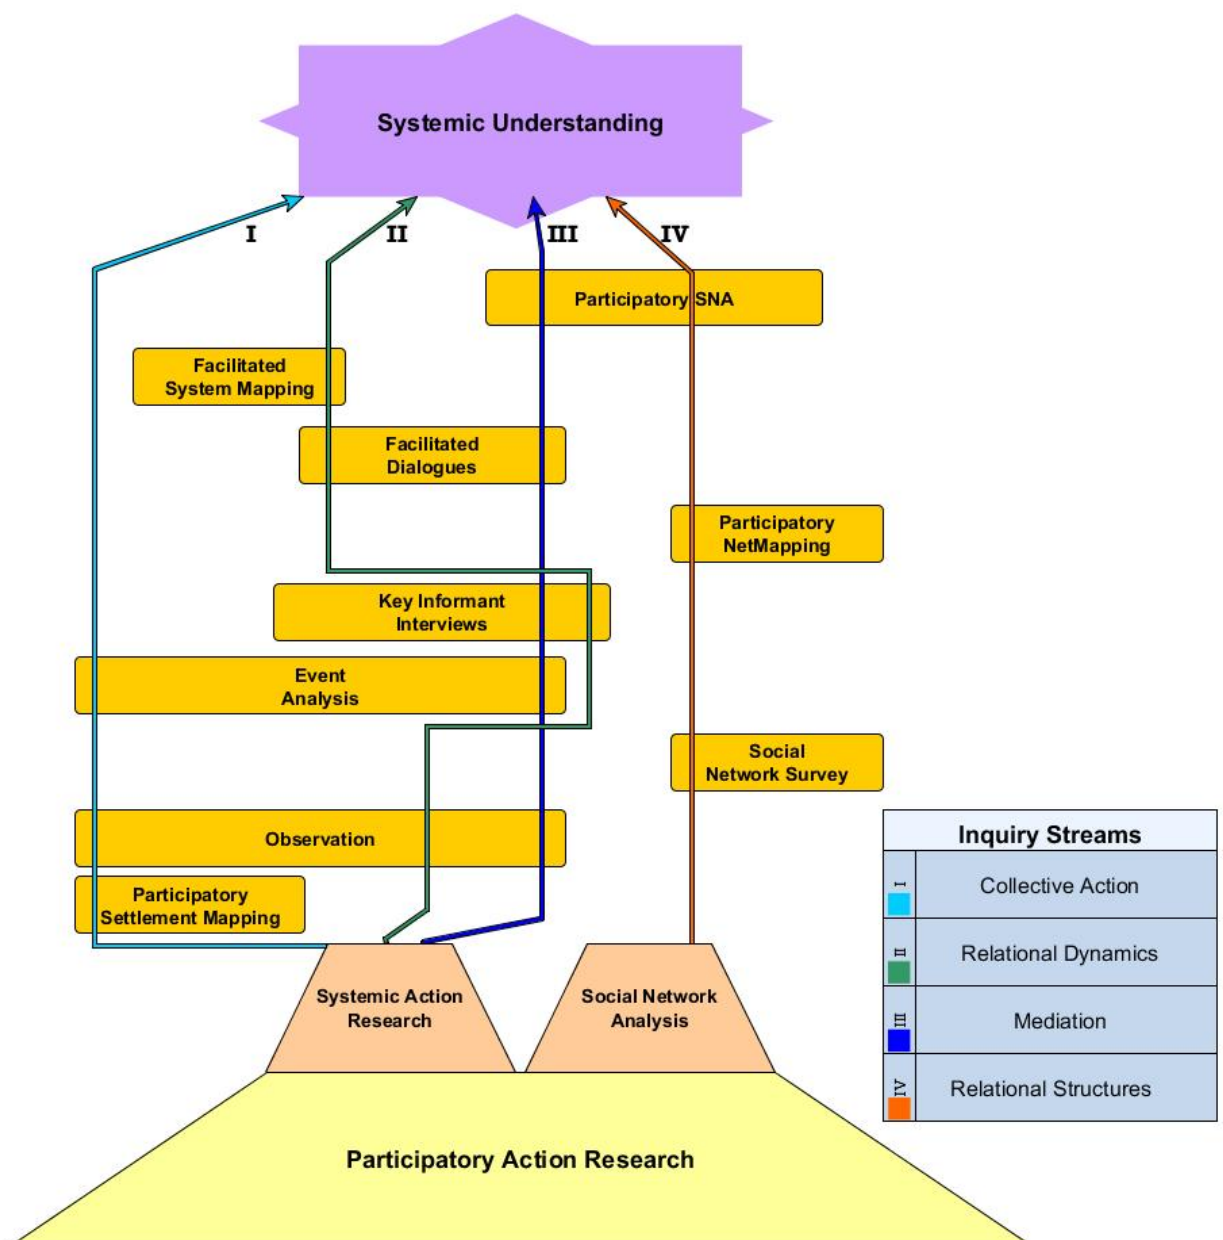 Systemic Understanding
I
II
III
IV
Participatory SNA
Facilitated
System Mapping
Facilitated
Dialogues
Participatory
NetMapping
Key Informant
Interviews
Event
Analysis
Social
Network Survey
Observation
Participatory
Settlement Mapping
Systemic Action
Research
Social Network
Analysis
Participatory Action Research
Inquiry Streams
I
Collective Action
II
Relational Dynamics
III
Mediation
IV
Relational Structures